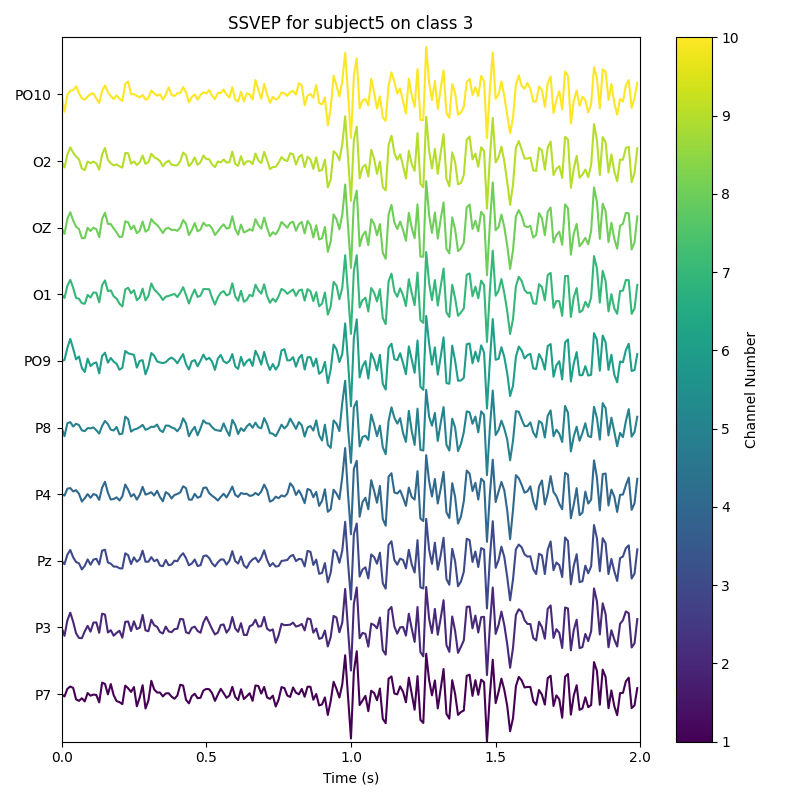 SSVEP for subject5 on class 3
PO10
O2
OZ
O1
PO9
P8
P4
Pz
P3
P7
0.0 0.5 1.0 1.5 2.0
Time (s)
10
9
8
7
6
5
4
3
2
1
Channel Number